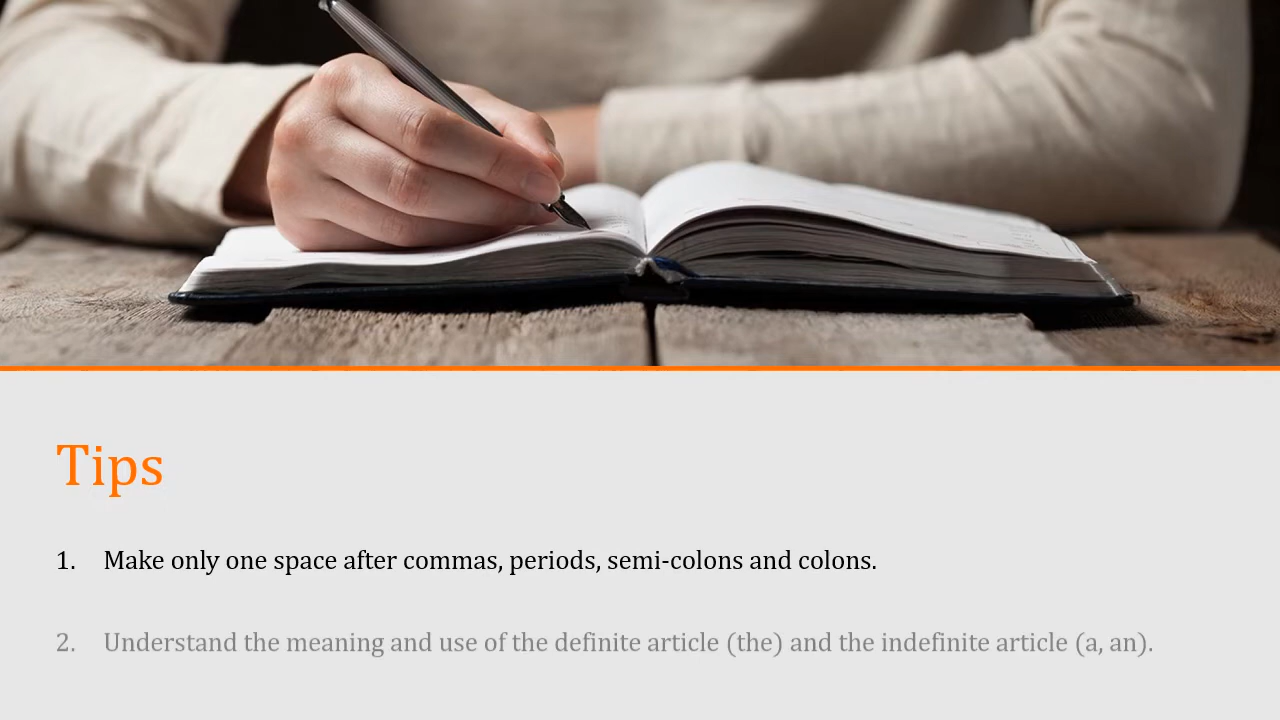 Tips
1. Make only one space after commas, periods, semi-colons and colons.
2. Understand the meaning and use of the definite article (the) and the indefinite article (a, an).